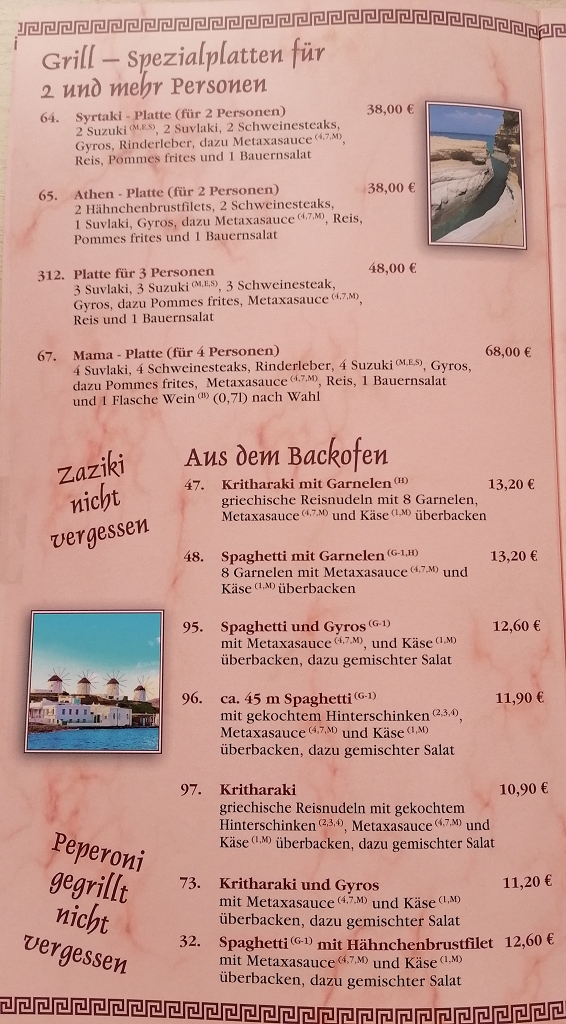 Grill – Spezialplatten für
2 und mehr Personen
64. Syrtaki - Platte (für 2 Personen) 38,00 €
2 Suzuki (M,E,S), 2 Suvlaki, 2 Schweinesteaks,
Gyros, Rinderleber, dazu Metaxasauce (4,7,M),
Reis, Pommes frites und 1 Bauernsalat
65. Athen - Platte (für 2 Personen) 38,00 €
2 Hähnchenbrustfilets, 2 Schweinesteaks,
1 Suvlaki, Gyros, dazu Metaxasauce (4,7,M), Reis,
Pommes frites und 1 Bauernsalat
312. Platte für 3 Personen 48,00 €
3 Suvlaki, 3 Suzuki (M,E,S), 3 Schweinesteak,
Gyros, dazu Pommes frites, Metaxasauce (4,7,M),
Reis und 1 Bauernsalat
67. Mama - Platte (für 4 Personen) 68,00 €
4 Suvlaki, 4 Schweinesteaks, Rinderleber, 4 Suzuki (M,E,S), Gyros,
dazu Pommes frites, Metaxasauce (4,7,M), Reis, 1 Bauernsalat
und 1 Flasche Wein (B) (0,7l) nach Wahl
Zaziki
nicht
vergessen
Aus dem Backofen
47. Kritharaki mit Garnelen (H) 13,20 €
griechische Reisnudeln mit 8 Garnelen,
Metaxasauce (4,7,M) und Käse (1,M) überbacken
48. Spaghetti mit Garnelen (G-1,H) 13,20 €
8 Garnelen mit Metaxasauce (4,7,M) und
Käse (1,M) überbacken
95. Spaghetti und Gyros (G-1) 12,60 €
mit Metaxasauce (4,7,M), und Käse (1,M)
überbacken, dazu gemischter Salat
96. ca. 45 m Spaghetti (G-1) 11,90 €
mit gekochtem Hinterschinken (2,3,4),
Metaxasauce (4,7,M) und Käse (1,M)
überbacken, dazu gemischter Salat
97. Kritharaki 10,90 €
griechische Reisnudeln mit gekochtem
Hinterschinken (2,3,4), Metaxasauce (4,7,M) und
Käse (1,M) überbacken, dazu gemischter Salat
Peperoni
gegrillt
nicht
vergessen
73. Kritharaki und Gyros 11,20 €
mit Metaxasauce (4,7,M) und Käse (1,M)
überbacken, dazu gemischter Salat
32. Spaghetti (G-1) mit Hähnchenbrustfilet 12,60 €
mit Metaxasauce (4,7,M) und Käse (1,M)
überbacken, dazu gemischter Salat